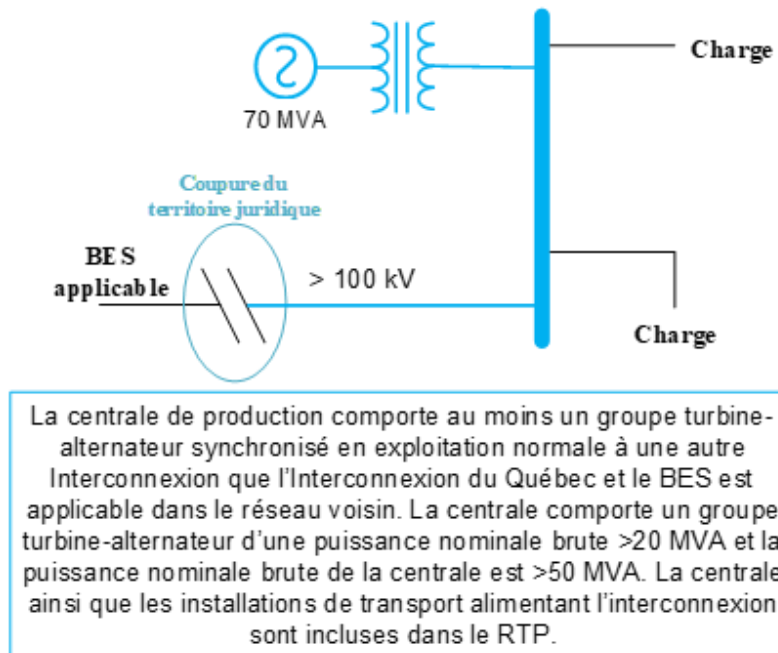 Charge
70 MVA
Coupure du
territoire juridique
BES
applicable
> 100 kV
Charge
La centrale de production comporte au moins un groupe turbine-
alternateur synchronisé en exploitation normale à une autre
Interconnexion que l'Interconnexion du Québec et le BES est
applicable dans le réseau voisin. La centrale comporte un groupe
turbine-alternateur d'une puissance nominale brute >20 MVA et la
puissance nominale brute de la centrale est >50 MVA. La centrale
ainsi que les installations de transport alimentant l'interconnexion
sont incluses dans le RTP.